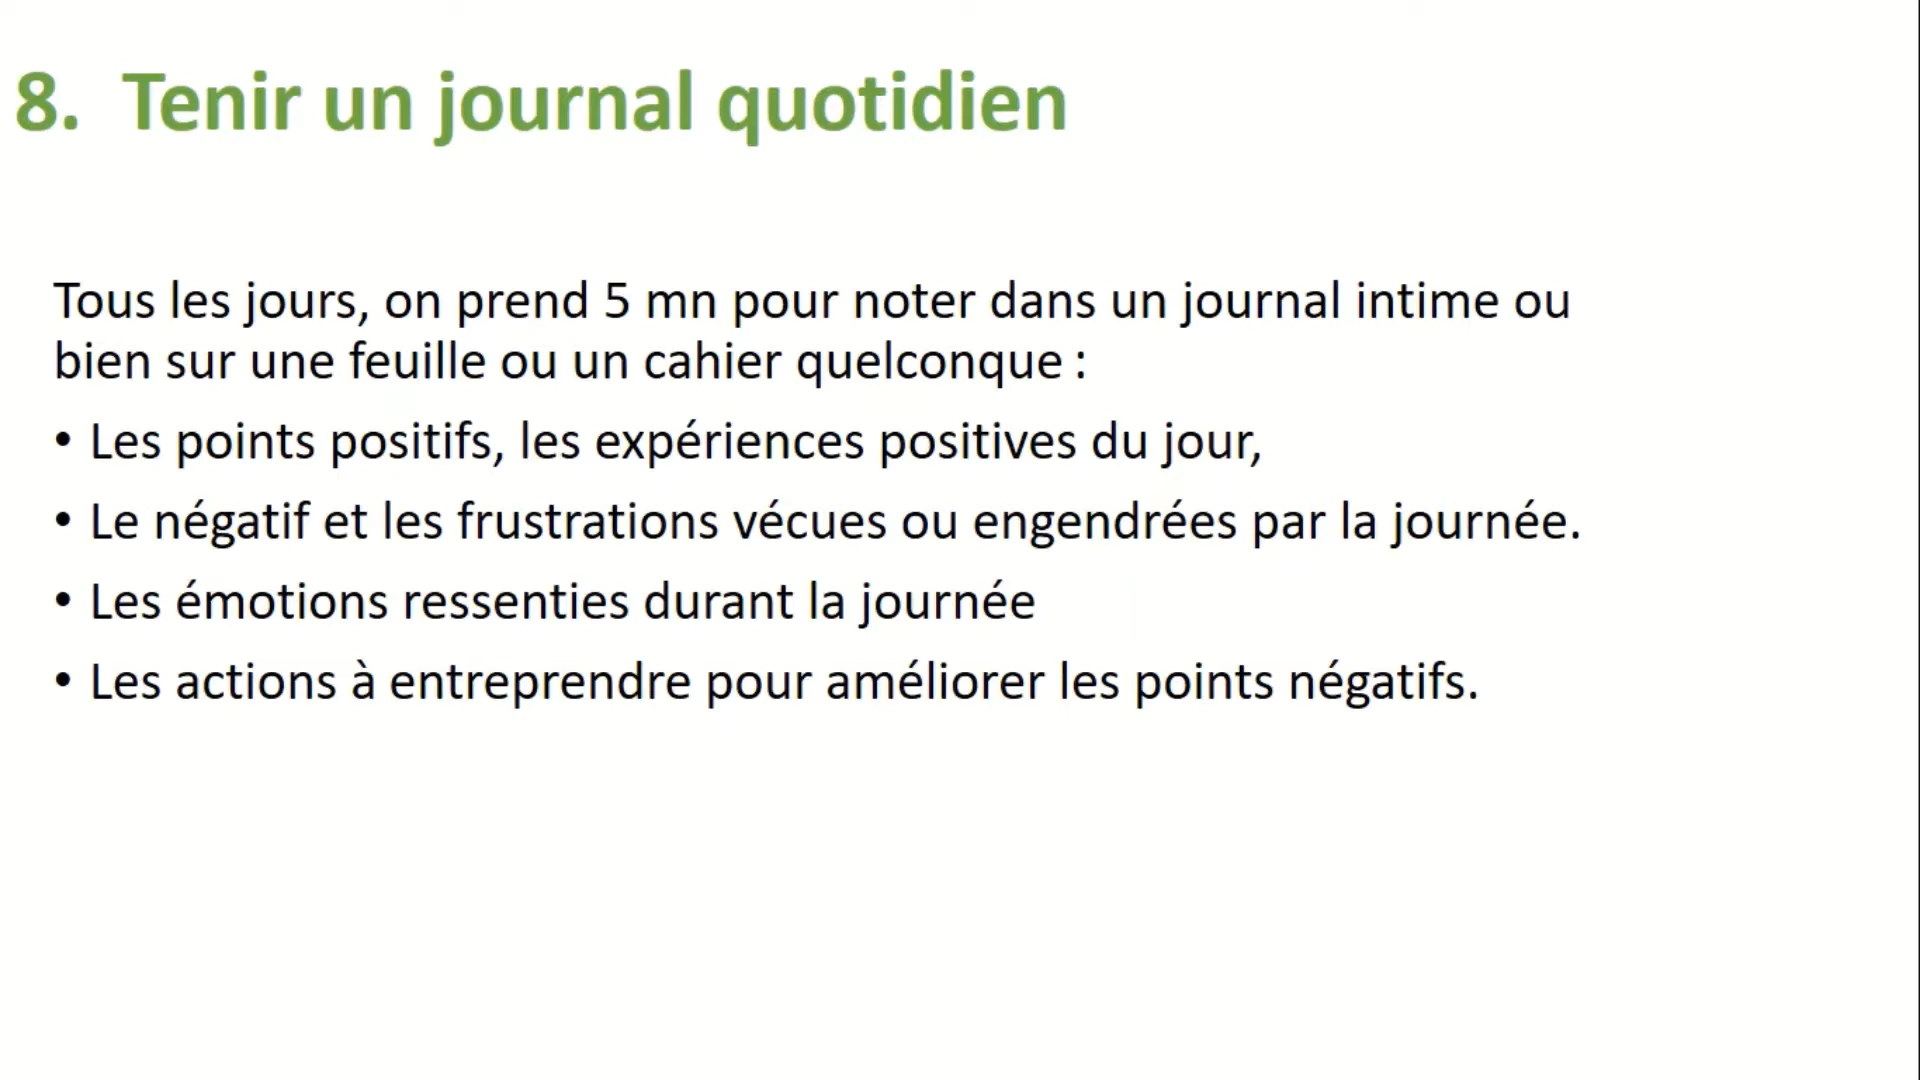 8. Tenir un journal quotidien
Tous les jours, on prend 5 mn pour noter dans un journal intime ou
bien sur une feuille ou un cahier quelconque :
• Les points positifs, les expériences positives du jour,
• Le négatif et les frustrations vécues ou engendrées par la journée.
• Les émotions ressenties durant la journée
• Les actions à entreprendre pour améliorer les points négatifs.